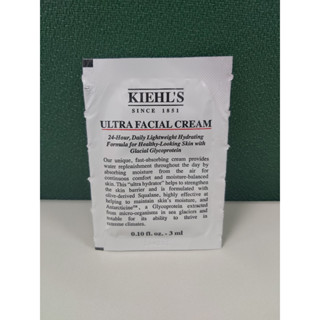 KIEHL'S
SINCE 1851
ULTRA FACIAL CREAM
24-Hour, Daily Lightweight Hydrating
Formula for Healthy-Looking Skin with
Glacial Glycoprotein
Our unique, fast-absorbing cream provides
water replenishment throughout the day by
absorbing moisture from the air for
continuous comfort and moisture-balanced
skin. This "ultra hydrator" helps to strengthen
the skin barrier and is formulated with
olive-derived Squalane, highly effective at
helping to maintain skin's moisture, and
Antarcticine™, a Glycoprotein extracted
from micro-organisms in sea glaciers and
notable for its ability to thrive in
extreme climates.
0.10 fl. oz. - 3 ml